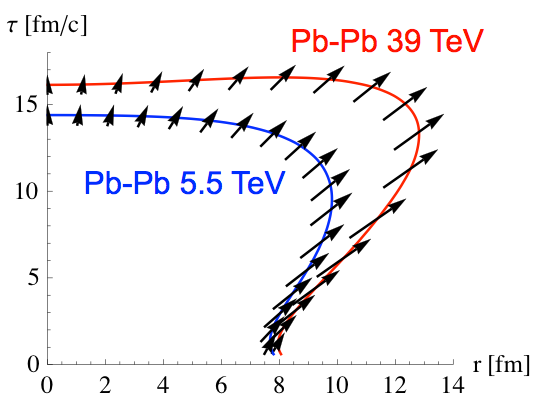 τ [fm/c]
Pb-Pb 39 TeV
15
Pb-Pb 5.5 TeV
10
5
0
r [fm]
0 2 4 6 8 10 12 14